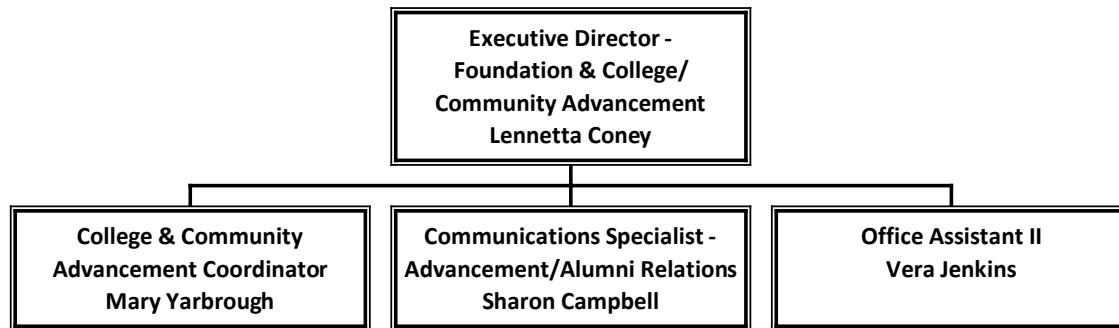 Executive Director -
Foundation & College/
Community Advancement
Lennetta Coney
College & Community
Advancement Coordinator
Mary Yarbrough
Communications Specialist -
Advancement/Alumni Relations
Sharon Campbell
Office Assistant II
Vera Jenkins